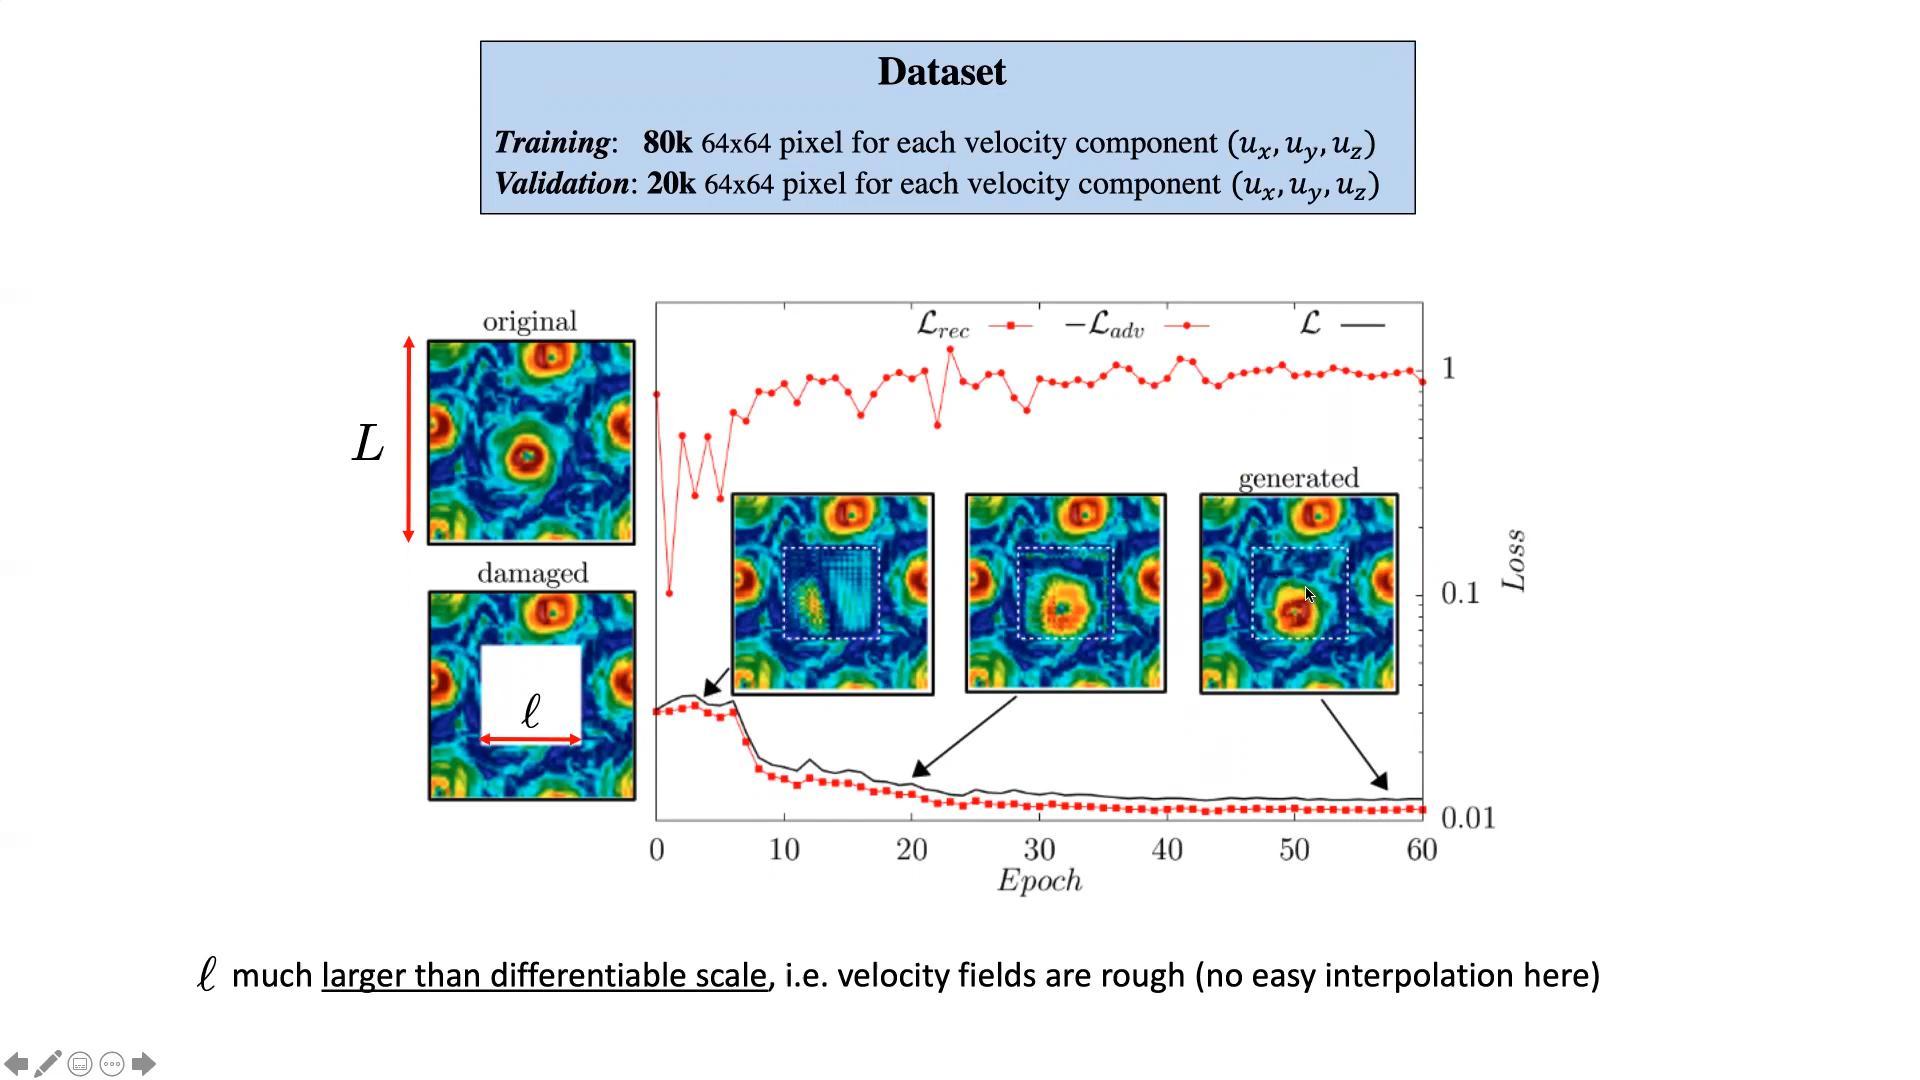 Dataset
Training: 80k 64x64 pixel for each velocity component (u_x, u_y, u_z)
Validation: 20k 64x64 pixel for each velocity component (u_x, u_y, u_z)
original
L
damaged
ℓ
ℒ_rec −ℒ_adv ℒ
generated
1
0.1
0.01
Loss
0 10 20 30 40 50 60
Epoch
ℓ much larger than differentiable scale, i.e. velocity fields are rough (no easy interpolation here)